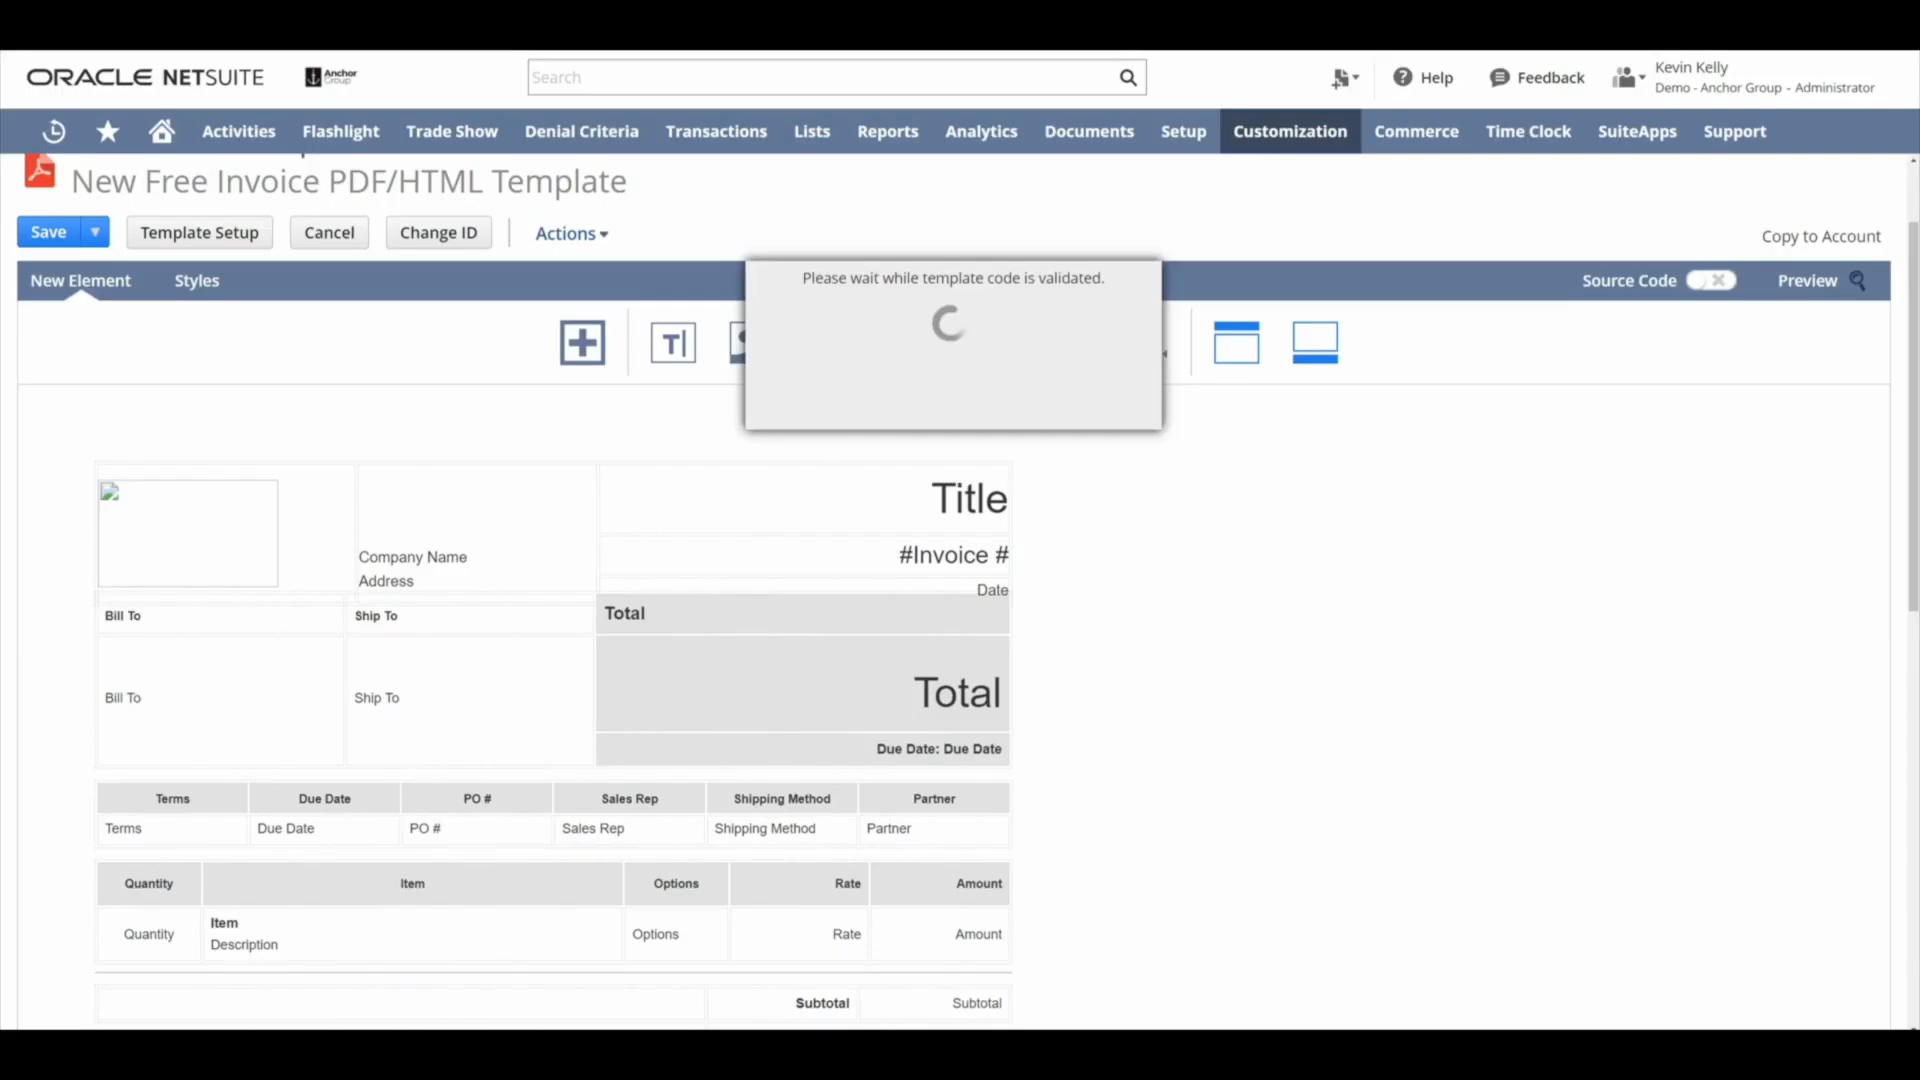 ORACLE NETSUITE
Anchor Group
Search
Help
Feedback
Kevin Kelly
Demo - Anchor Group - Administrator
Activities Flashlight Trade Show Denial Criteria Transactions Lists Reports Analytics Documents Setup Customization Commerce Time Clock SuiteApps Support
New Free Invoice PDF/HTML Template
Save Template Setup Cancel Change ID Actions Copy to Account
New Element Styles Source Code Preview
Please wait while template code is validated.
T|
Title
#Invoice #
Company Name
Address
Date
Bill To Ship To Total
Bill To Ship To Total
Due Date: Due Date
Terms Due Date PO # Sales Rep Shipping Method Partner
Terms Due Date PO # Sales Rep Shipping Method Partner
Quantity Item Options Rate Amount
Item
Quantity Options Rate Amount
Description
Subtotal Subtotal